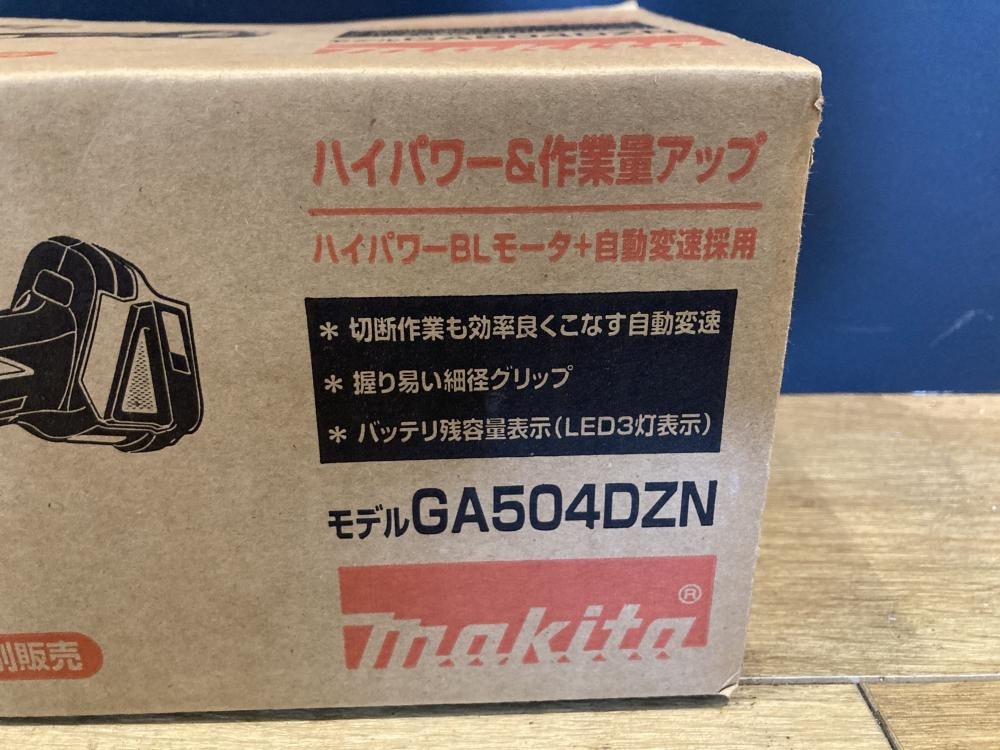 ハイパワー&作業量アップ
ハイパワーBLモータ+自動変速採用
* 切断作業も効率良くこなす自動変速
* 握り易い細径グリップ
* バッテリ残容量表示(LED3灯表示)
モデルGA504DZN
makita®
別販売